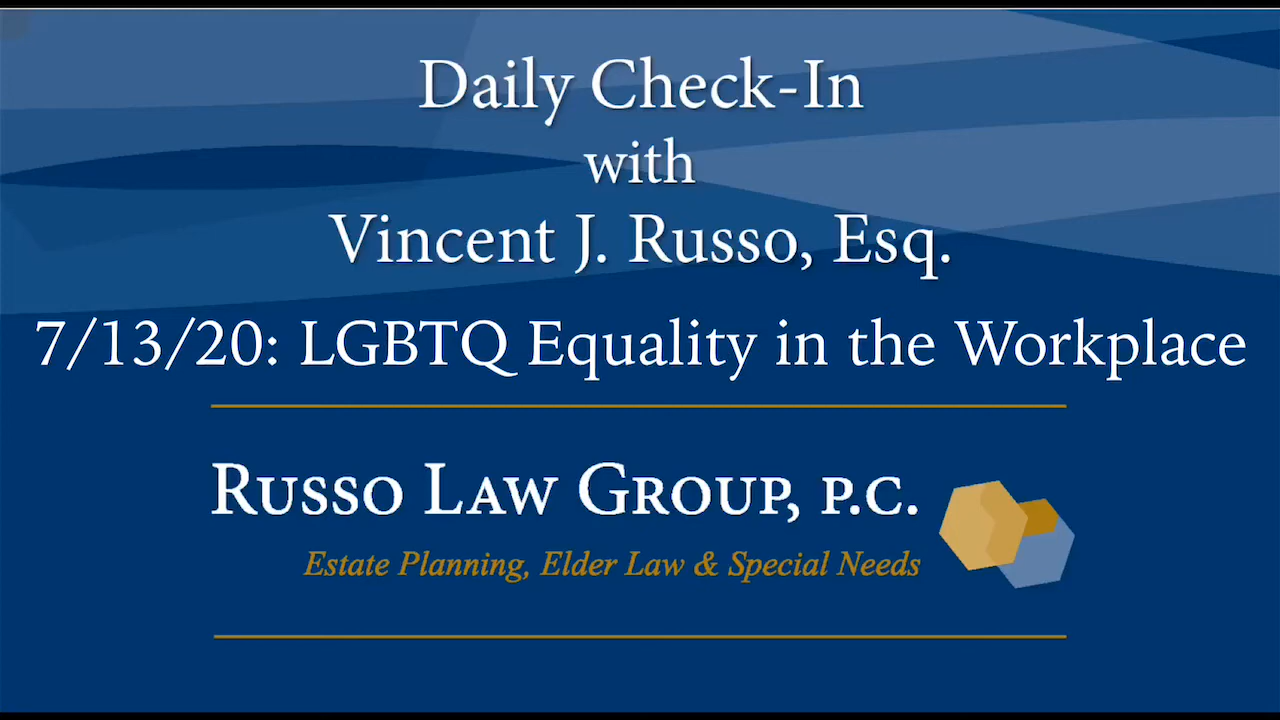 Daily Check-In
with
Vincent J. Russo, Esq.
7/13/20: LGBTQ Equality in the Workplace
RUSSO LAW GROUP, P.C.
Estate Planning, Elder Law & Special Needs